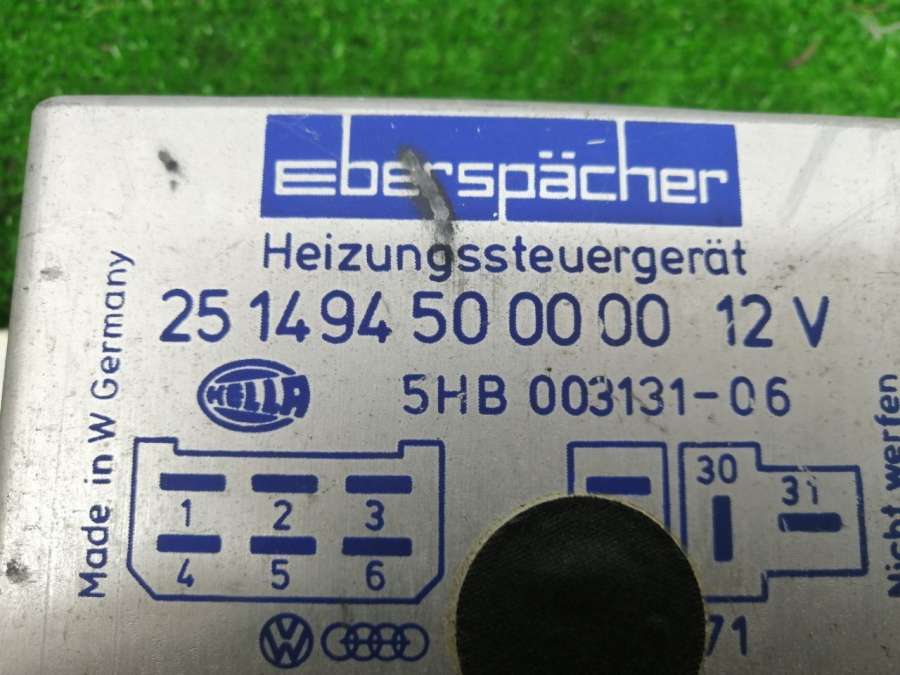 Eberspächer
Heizungssteuergerät
25 1494 50 00 00 12 V
HELLA
5HB 003131-06
Made in W Germany
Nicht werfen
30
31
1 2 3
4 5 6
VW
71